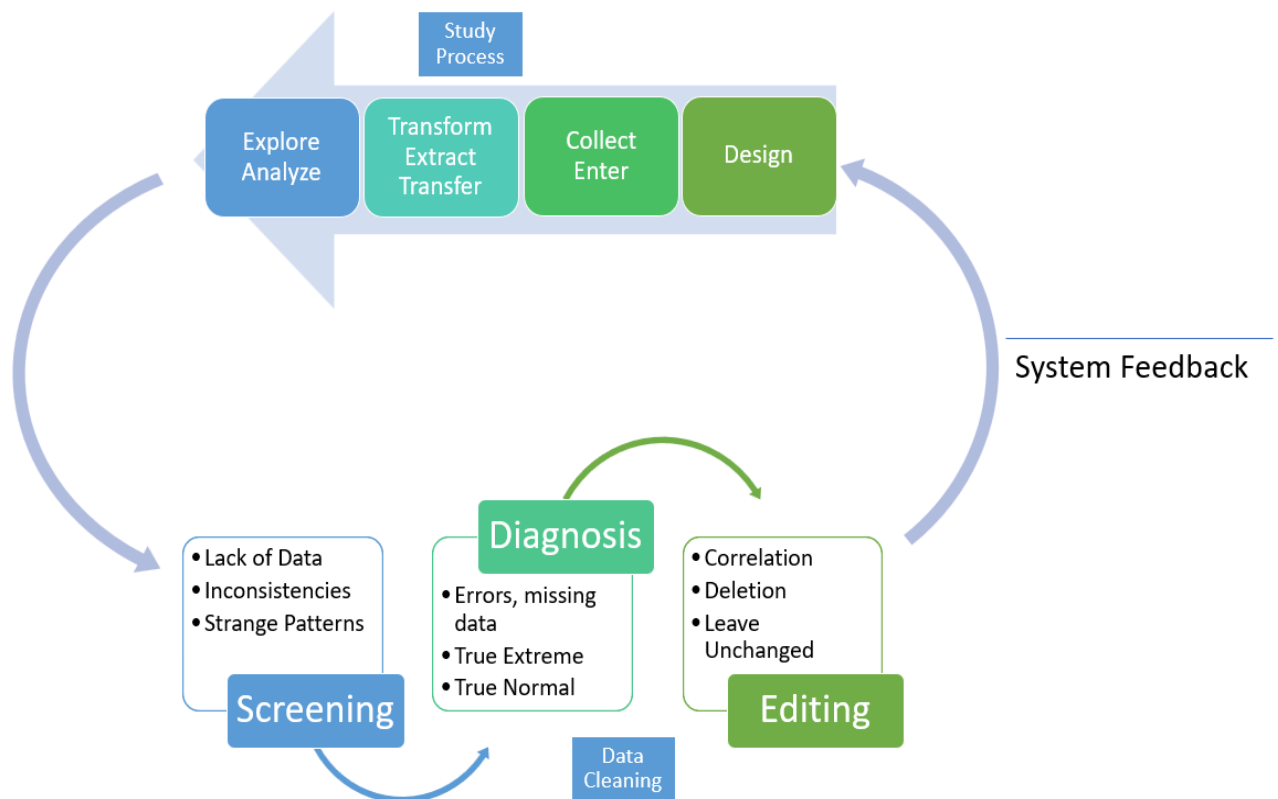 Study
Process
Explore
Analyze
Transform
Extract
Transfer
Collect
Enter
Design
System Feedback
• Lack of Data
• Inconsistencies
• Strange Patterns
Screening
Diagnosis
• Errors, missing
data
• True Extreme
• True Normal
• Correlation
• Deletion
• Leave
Unchanged
Editing
Data
Cleaning